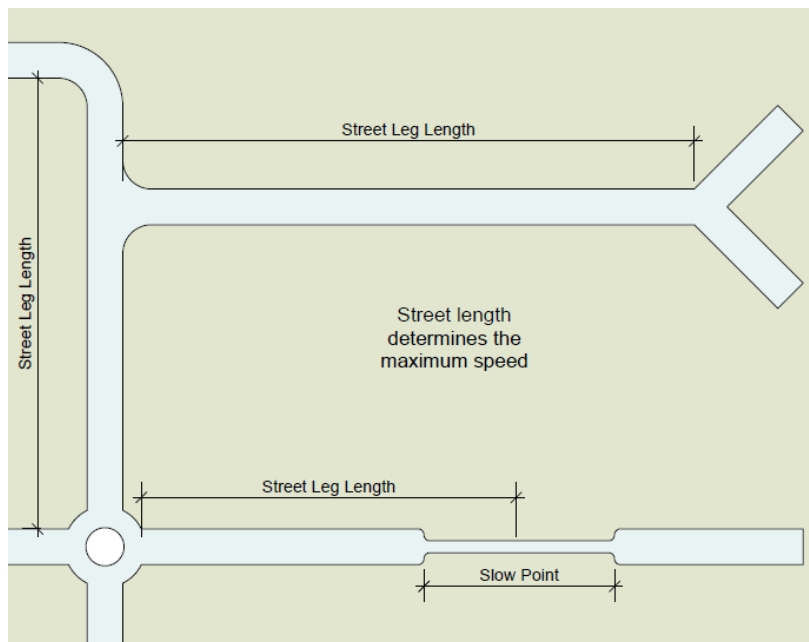 Street Leg Length
Street Leg Length
Street length
determines the
maximum speed
Street Leg Length
Slow Point